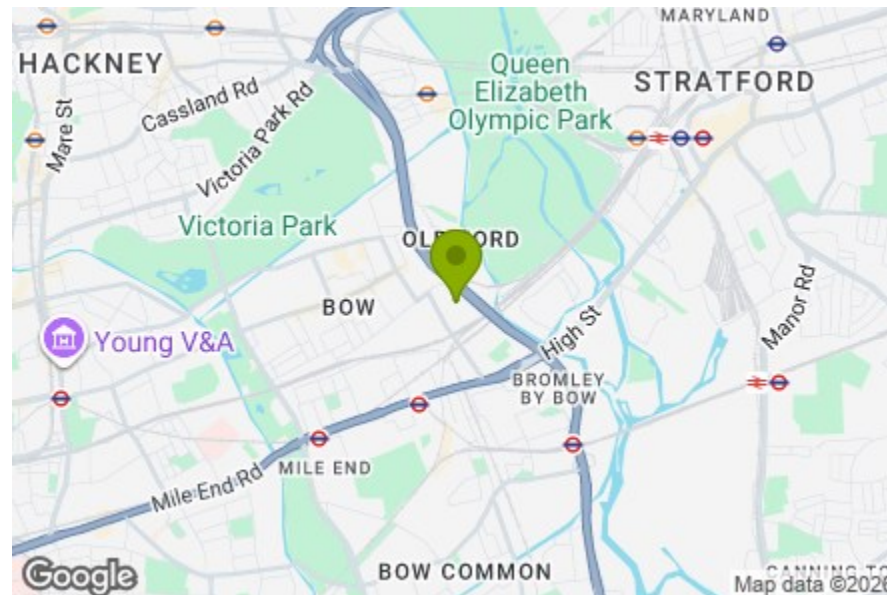 MARYLAND
HACKNEY
Cassland Rd
Mare St
Victoria Park Rd
Queen
Elizabeth
Olympic Park
STRATFORD
Victoria Park
BOW
Young V&A
High St
Manor Rd
BROMLEY
BY BOW
MILE END
Mile End Rd
BOW COMMON
Google
Map data ©2026